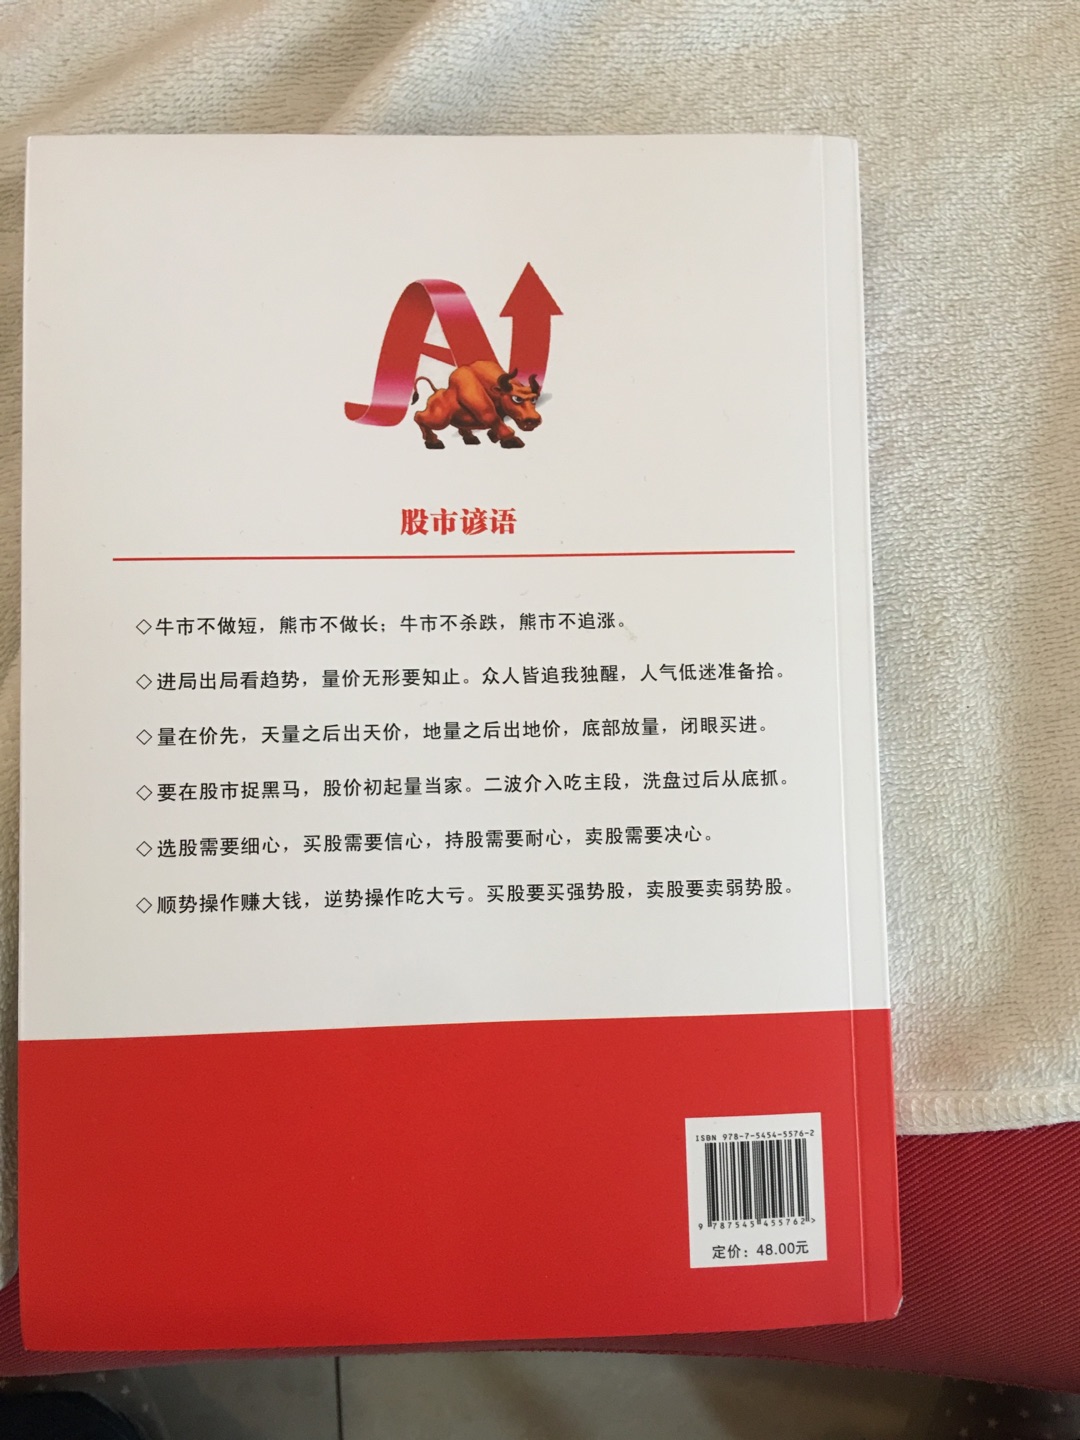 股市谚语
◇牛市不做短，熊市不做长；牛市不杀跌，熊市不追涨。
◇进局出局看趋势，量价无形要知止。众人皆追我独醒，人气低迷准备拾。
◇量在价先，天量之后出天价，地量之后出地价，底部放量，闭眼买进。
◇要在股市捉黑马，股价初起量当家。二波介入吃主段，洗盘过后从底抓。
◇选股需要细心，买股需要信心，持股需要耐心，卖股需要决心。
◇顺势操作赚大钱，逆势操作吃大亏。买股要买强势股，卖股要卖弱势股。
ISBN 978-7-5454-5576-2
9 787545 455762 >
定价：48.00元